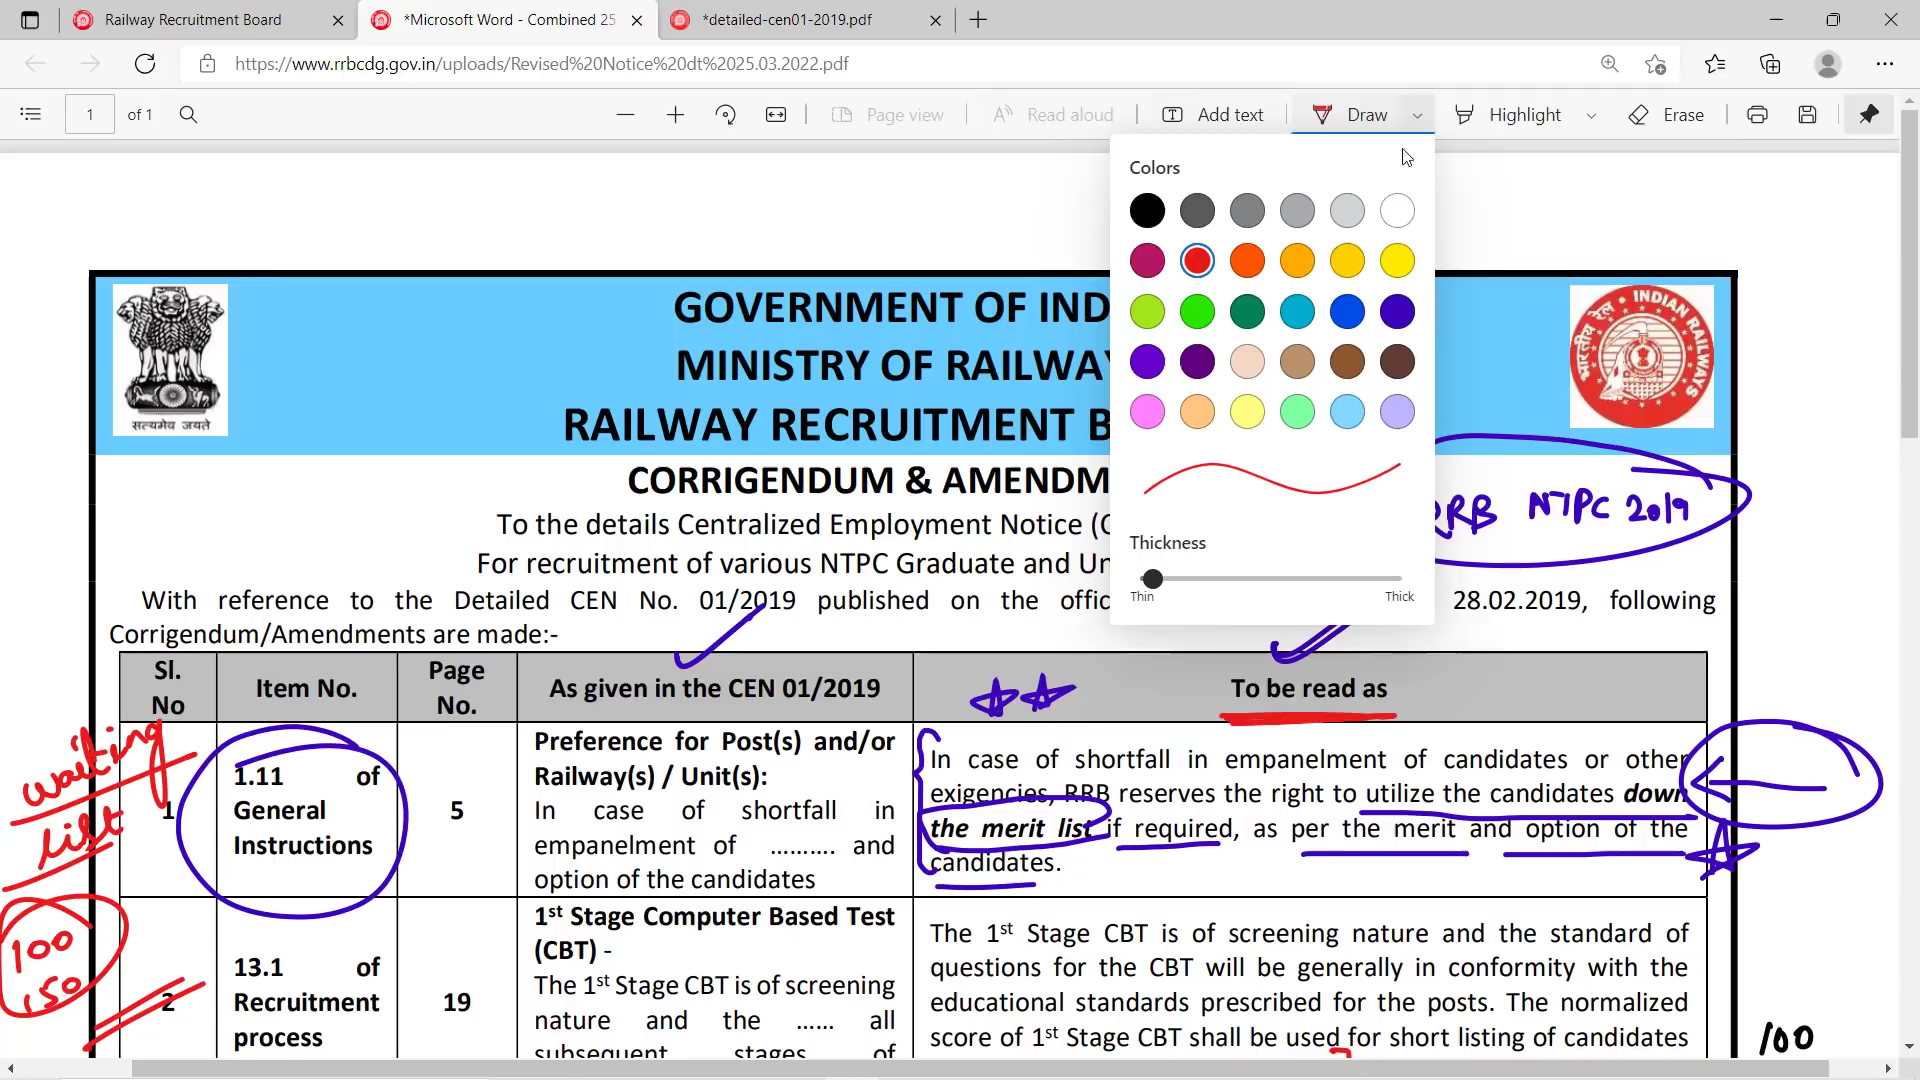 Railway Recruitment Board
*Microsoft Word - Combined 25
*detailed-cen01-2019.pdf
https://www.rrbcdg.gov.in/uploads/Revised%20Notice%20dt%2025.03.2022.pdf
1 of 1
Page view
Read aloud
Add text
Draw
Highlight
Erase
Colors
Thickness
Thin
Thick
सत्यमेव जयते
GOVERNMENT OF IND
MINISTRY OF RAILWAY
RAILWAY RECRUITMENT B
भारतीय रेल INDIAN RAILWAYS
CORRIGENDUM & AMENDM
RRB NTPC 2019
To the details Centralized Employment Notice (C
For recruitment of various NTPC Graduate and Un
With reference to the Detailed CEN No. 01/2019 published on the offic 28.02.2019, following
Corrigendum/Amendments are made:-
Sl. No
Item No.
Page No.
As given in the CEN 01/2019
To be read as
waiting
list
1
1.11 of
General
Instructions
5
Preference for Post(s) and/or
Railway(s) / Unit(s):
In case of shortfall in
empanelment of .......... and
option of the candidates
In case of shortfall in empanelment of candidates or other
exigencies, RRB reserves the right to utilize the candidates down
the merit list if required, as per the merit and option of the
candidates.
100
150
2
13.1 of
Recruitment
process
19
1st Stage Computer Based Test
(CBT) -
The 1st Stage CBT is of screening
nature and the ...... all
subsequent stages of
The 1st Stage CBT is of screening nature and the standard of
questions for the CBT will be generally in conformity with the
educational standards prescribed for the posts. The normalized
score of 1st Stage CBT shall be used for short listing of candidates
100